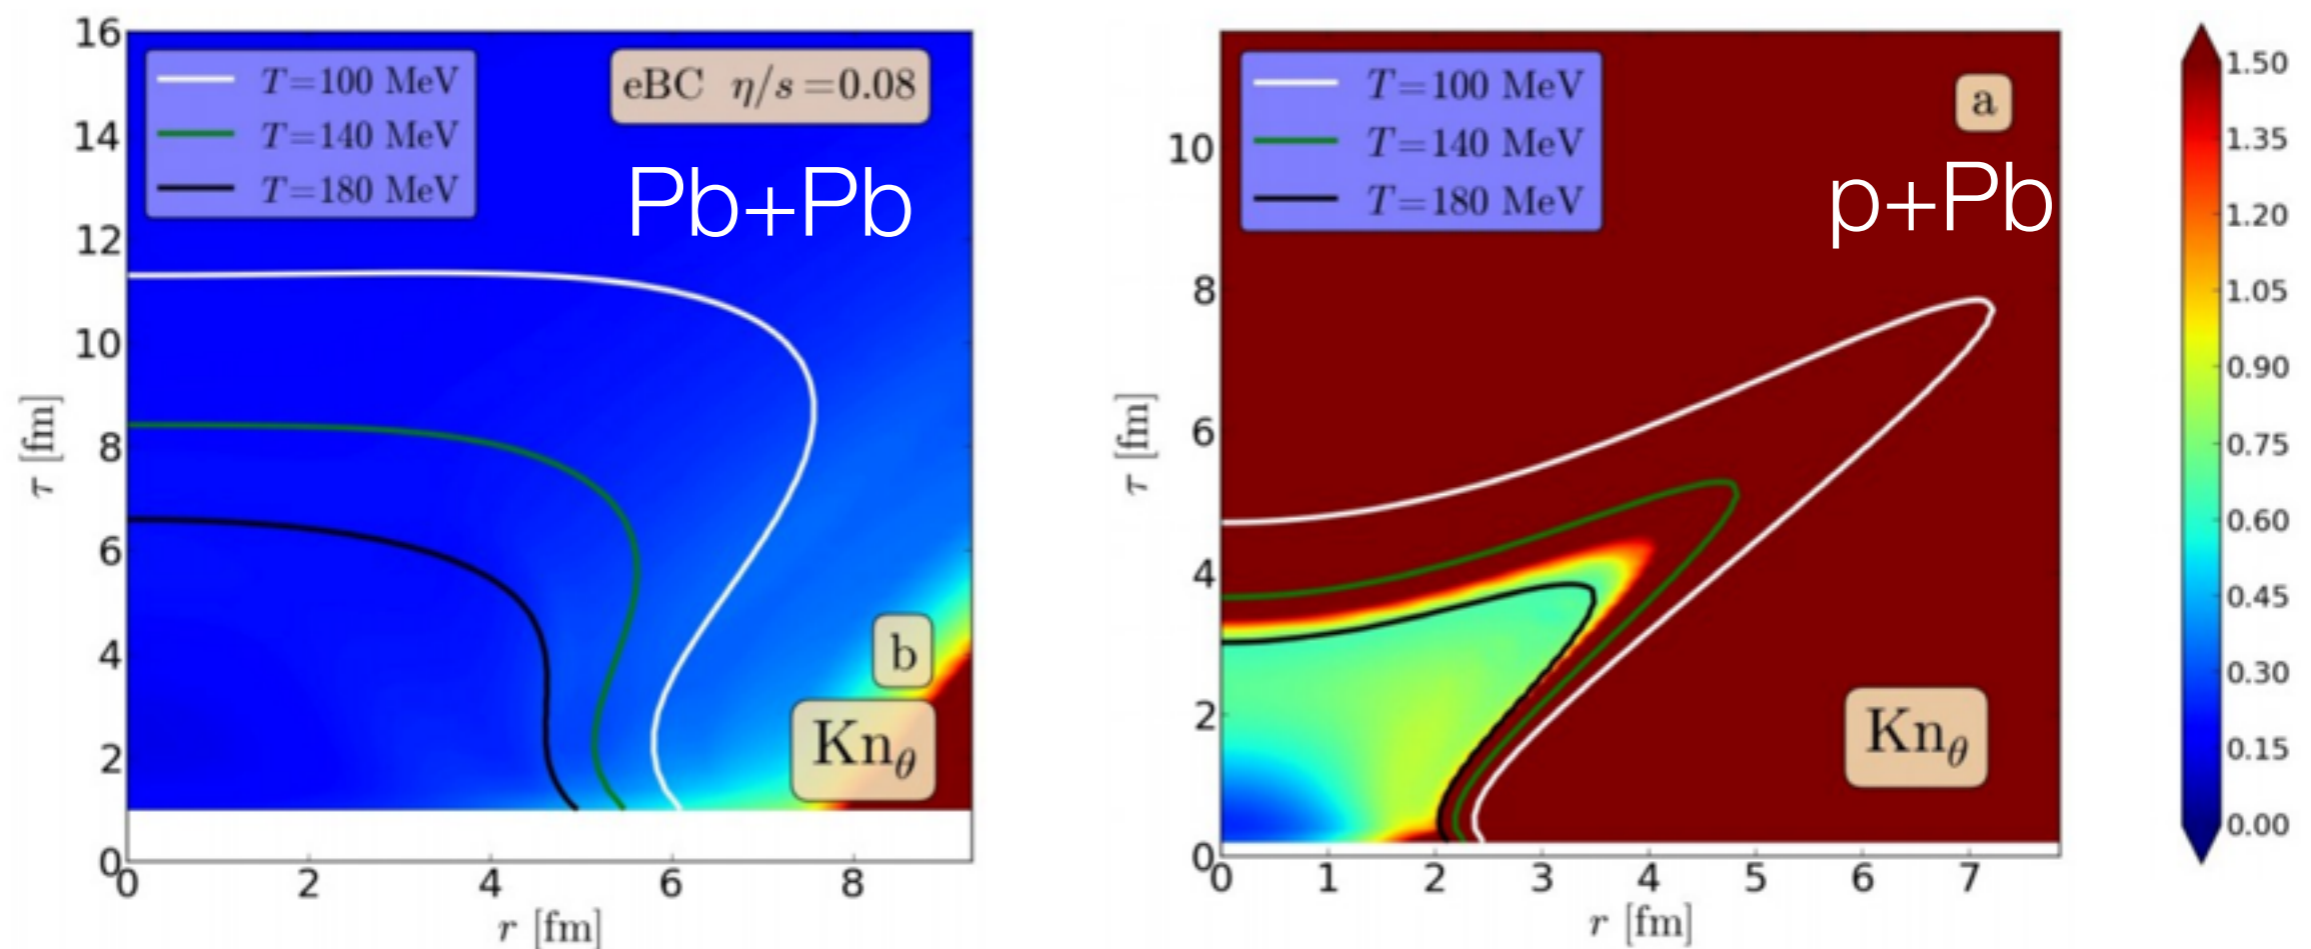 16
14
12
10
8
6
4
2
0
τ [fm]
T=100 MeV
T=140 MeV
T=180 MeV
eBC η/s=0.08
Pb+Pb
b
Knθ
0 2 4 6 8
r [fm]
10
8
6
4
2
0
τ [fm]
T=100 MeV
T=140 MeV
T=180 MeV
a
p+Pb
Knθ
0 1 2 3 4 5 6 7
r [fm]
1.50
1.35
1.20
1.05
0.90
0.75
0.60
0.45
0.30
0.15
0.00